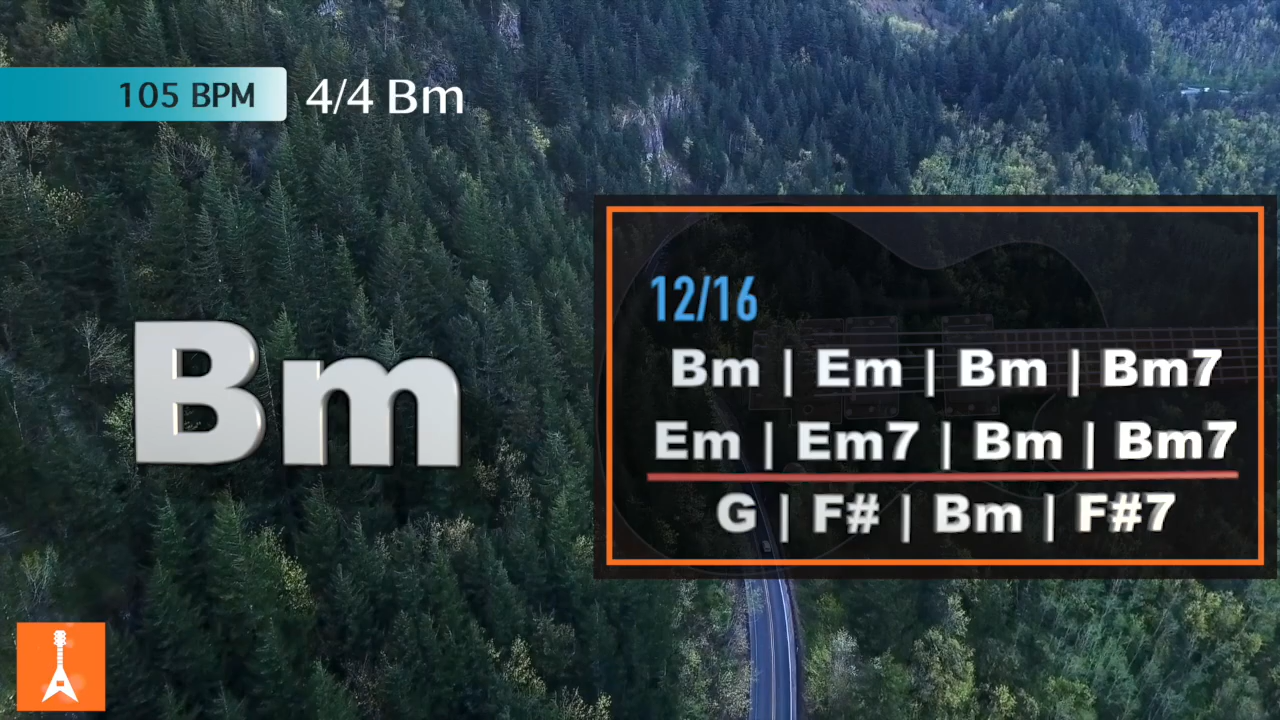 105 BPM 4/4 Bm
Bm
12/16
Bm | Em | Bm | Bm7
Em | Em7 | Bm | Bm7
G | F# | Bm | F#7